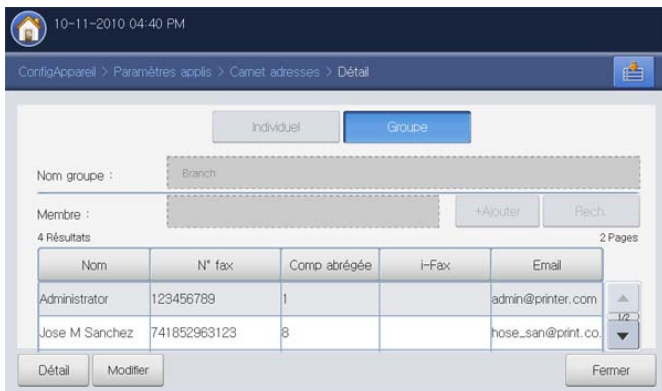 10-11-2010 04:40 PM
ConfigAppareil > Paramètres applis > Carnet adresses > Détail
Individuel Groupe
Nom groupe : Branch
Membre : +Ajouter Rech.
4 Résultats 2 Pages
Nom N° fax Comp abrégée i-Fax Email
Administrator 123456789 1 admin@printer.com
1/2
Jose M Sanchez 741852963123 8 hose_san@print.co.
Détail Modifier Fermer